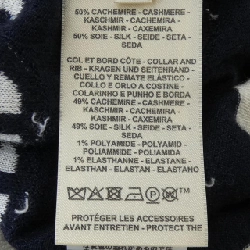 50% CACHEMIRE - CASHMERE -
KASCHMIR - CACHEMIRA -
KASHMIR - CAXEMIRA
50% SOIE - SILK - SEIDE - SETA -
SEDA
COL ET BORD CÔTE - COLLAR AND
RIB - KRAGEN UND SEITENRAND -
CUELLO Y REMATE ELÁSTICO -
COLLO E ORLO A COSTINE -
COLARINHO E PUNHO E BORDO
49% CACHEMIRE - CASHMERE -
KASCHMIR - CACHEMIRA -
KASHMIR - CAXEMIRA
49% SOIE - SILK - SEIDE - SETA -
SEDA
1% POLYAMIDE - POLYAMID -
POLIAMMIDE - POLIAMIDA
1% ELASTHANNE - ELASTANE -
ELASTHAN - ELASTAN - ELASTANO
P
PROTÉGER LES ACCESSOIRES
AVANT ENTRETIEN - PROTECT THE